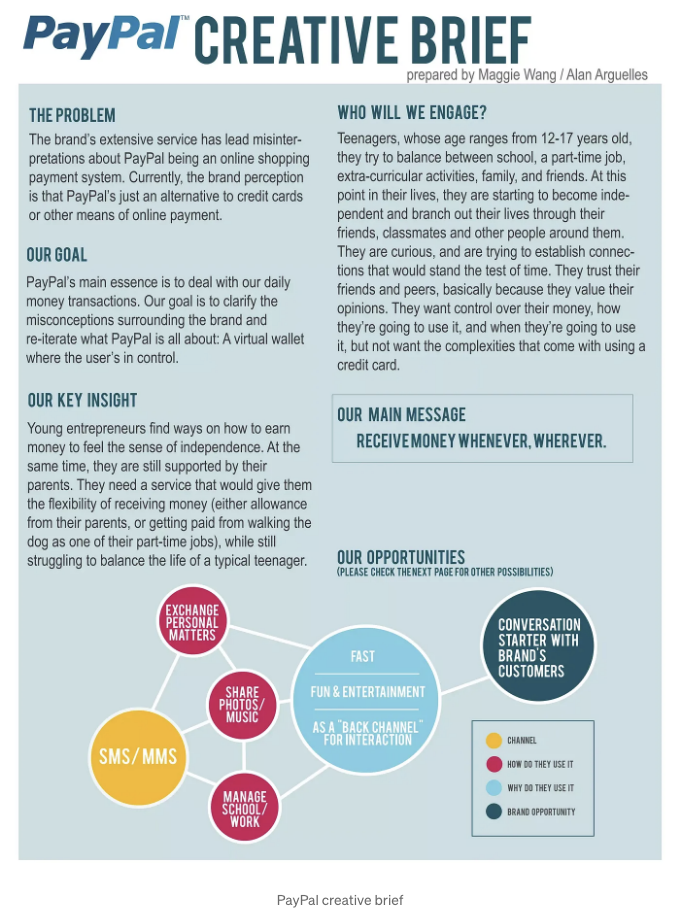 PayPal™ CREATIVE BRIEF
prepared by Maggie Wang / Alan Arguelles
THE PROBLEM
The brand's extensive service has lead misinter-
pretations about PayPal being an online shopping
payment system. Currently, the brand perception
is that PayPal's just an alternative to credit cards
or other means of online payment.
OUR GOAL
PayPal's main essence is to deal with our daily
money transactions. Our goal is to clarify the
misconceptions surrounding the brand and
re-iterate what PayPal is all about: A virtual wallet
where the user's in control.
OUR KEY INSIGHT
Young entrepreneurs find ways on how to earn
money to feel the sense of independence. At the
same time, they are still supported by their
parents. They need a service that would give them
the flexibility of receiving money (either allowance
from their parents, or getting paid from walking the
dog as one of their part-time jobs), while still
struggling to balance the life of a typical teenager.
WHO WILL WE ENGAGE?
Teenagers, whose age ranges from 12-17 years old,
they try to balance between school, a part-time job,
extra-curricular activities, family, and friends. At this
point in their lives, they are starting to become inde-
pendent and branch out their lives through their
friends, classmates and other people around them.
They are curious, and are trying to establish connec-
tions that would stand the test of time. They trust their
friends and peers, basically because they value their
opinions. They want control over their money, how
they're going to use it, and when they're going to use
it, but not want the complexities that come with using a
credit card.
OUR MAIN MESSAGE
RECEIVE MONEY WHENEVER, WHEREVER.
OUR OPPORTUNITIES
(PLEASE CHECK THE NEXT PAGE FOR OTHER POSSIBILITIES)
EXCHANGE
PERSONAL
MATTERS
SHARE
PHOTOS/
MUSIC
SMS/MMS
MANAGE
SCHOOL/
WORK
FAST
FUN & ENTERTAINMENT
AS A "BACK CHANNEL"
FOR INTERACTION
CONVERSATION
STARTER WITH
BRAND'S
CUSTOMERS
CHANNEL
HOW DO THEY USE IT
WHY DO THEY USE IT
BRAND OPPORTUNITY
PayPal creative brief